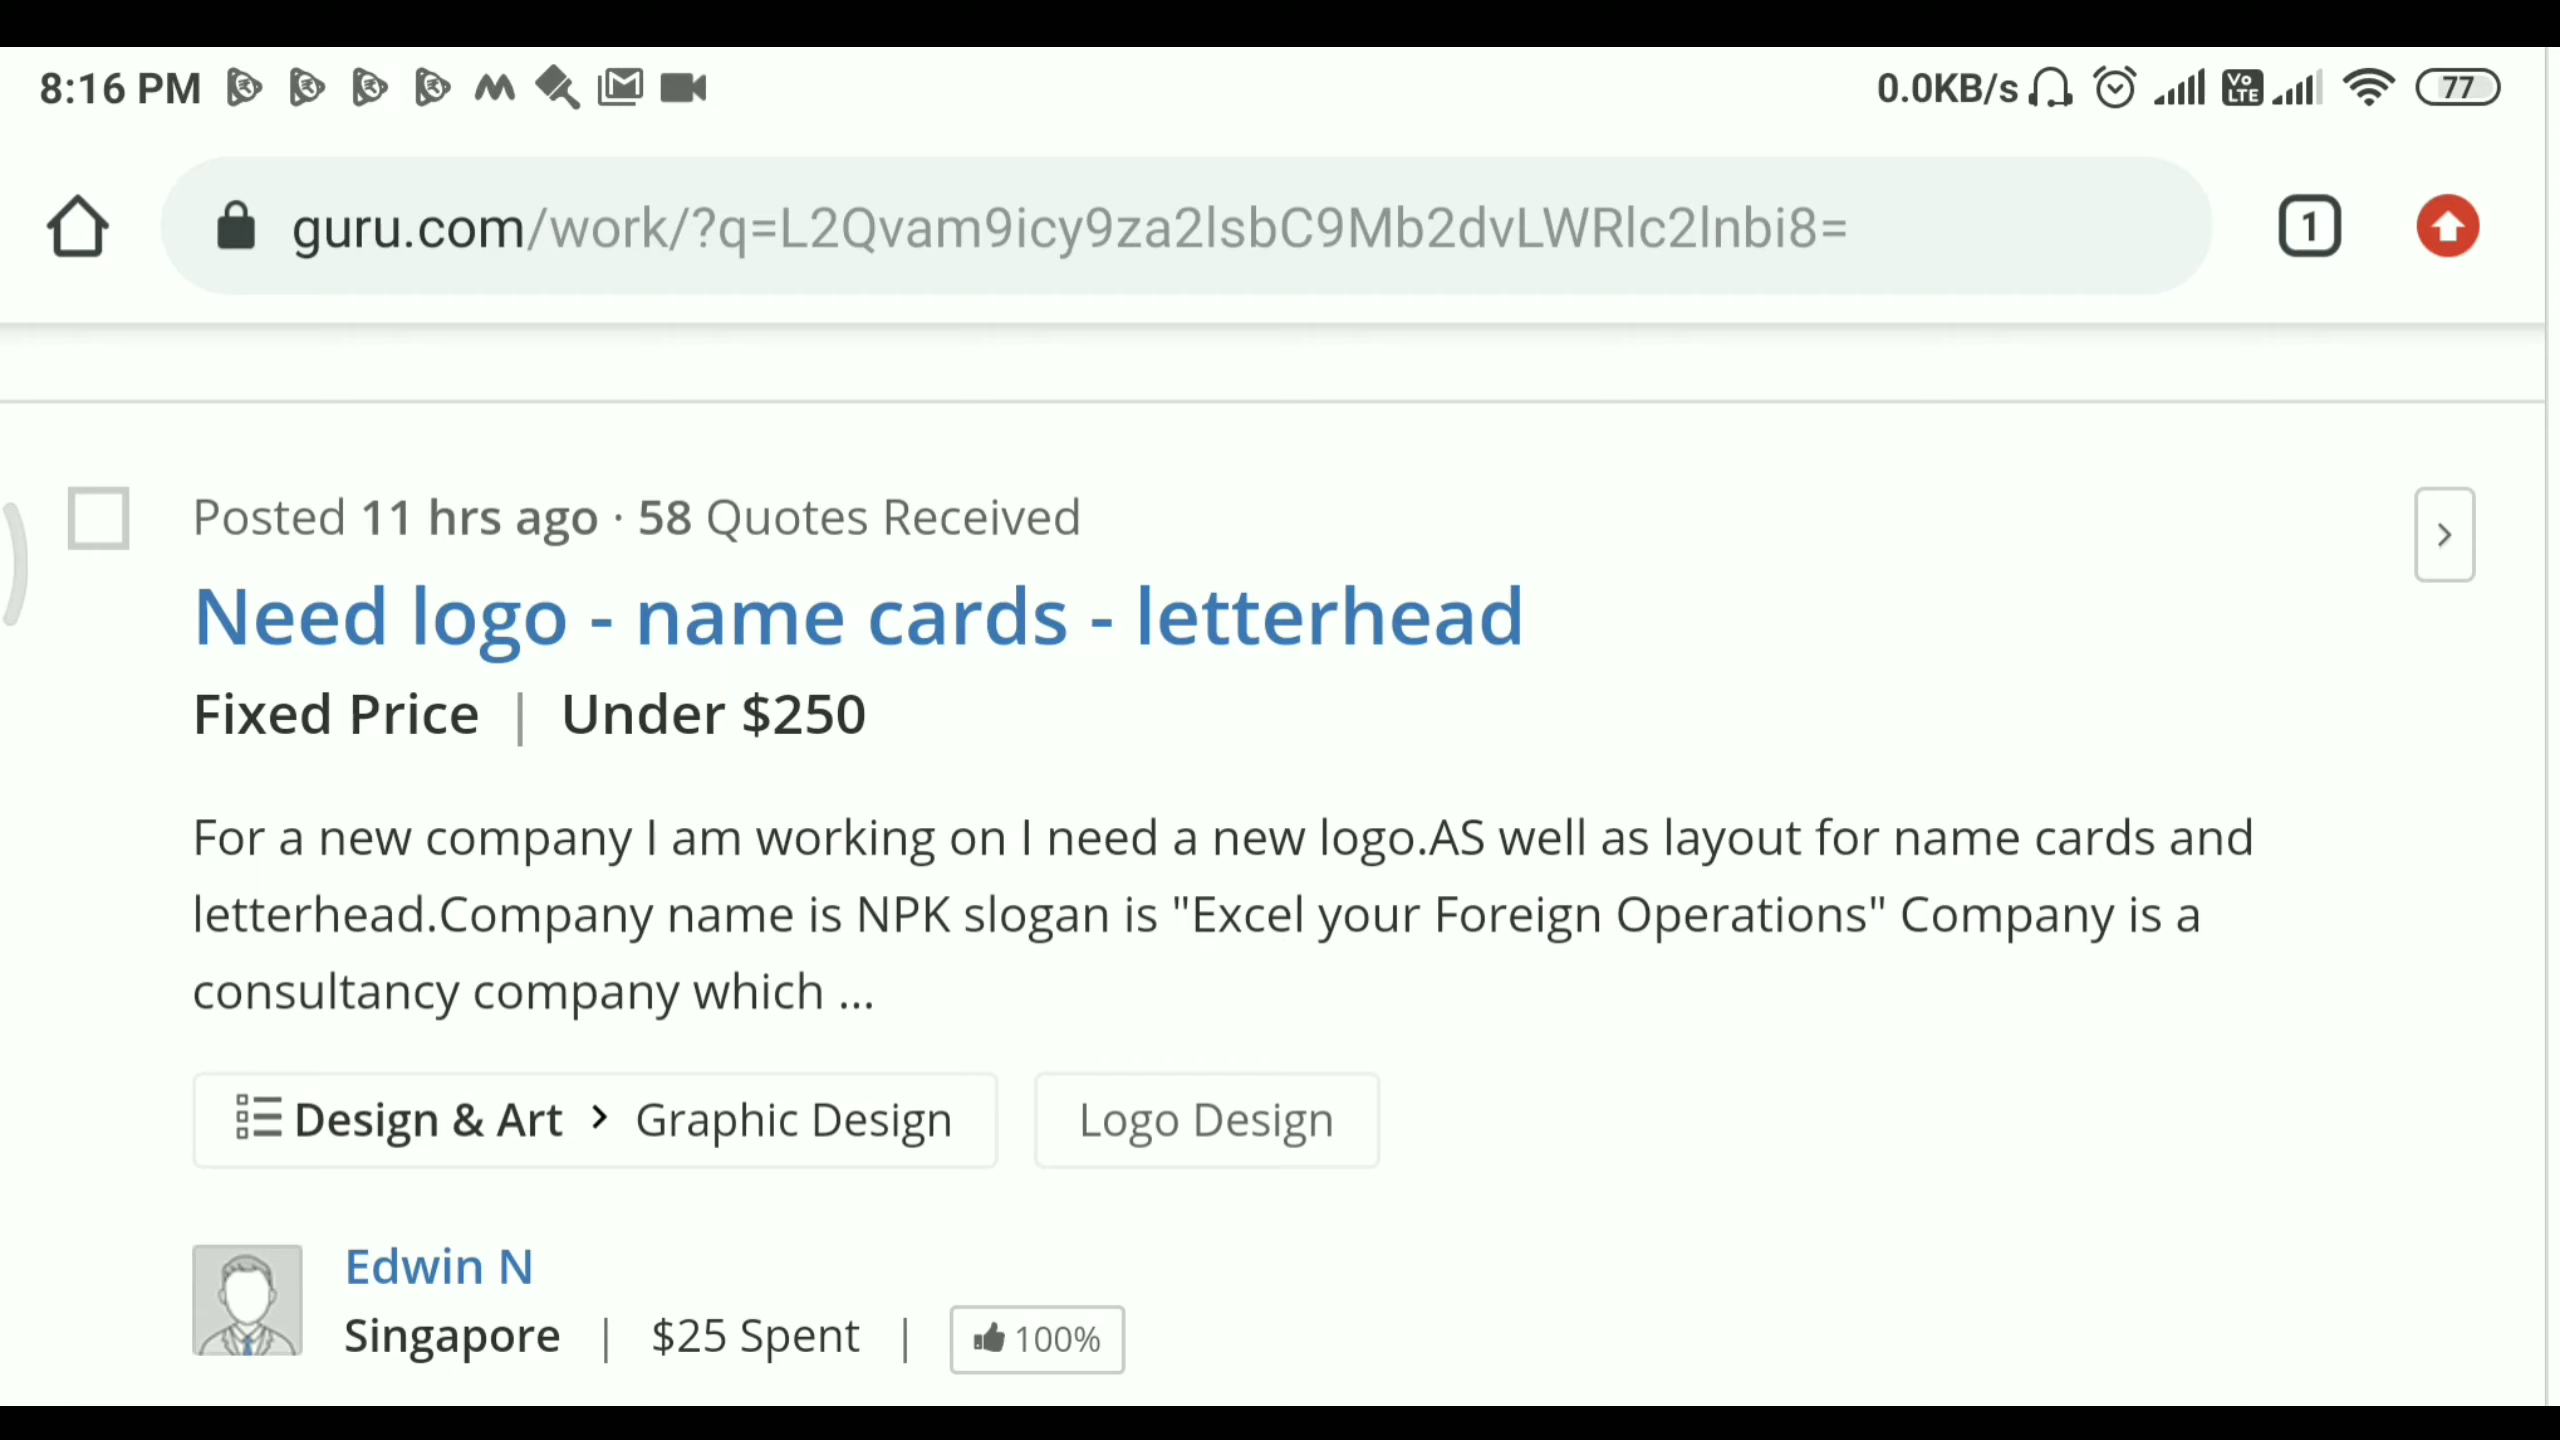 8:16 PM
0.0KB/s
Vo
LTE
77
guru.com/work/?q=L2Qvam9icy9za2lsbC9Mb2dvLWRlc2lnbi8=
1
Posted 11 hrs ago · 58 Quotes Received
Need logo - name cards - letterhead
Fixed Price | Under $250
For a new company I am working on I need a new logo.AS well as layout for name cards and
letterhead.Company name is NPK slogan is "Excel your Foreign Operations" Company is a
consultancy company which ...
Design & Art > Graphic Design
Logo Design
Edwin N
Singapore | $25 Spent | 100%